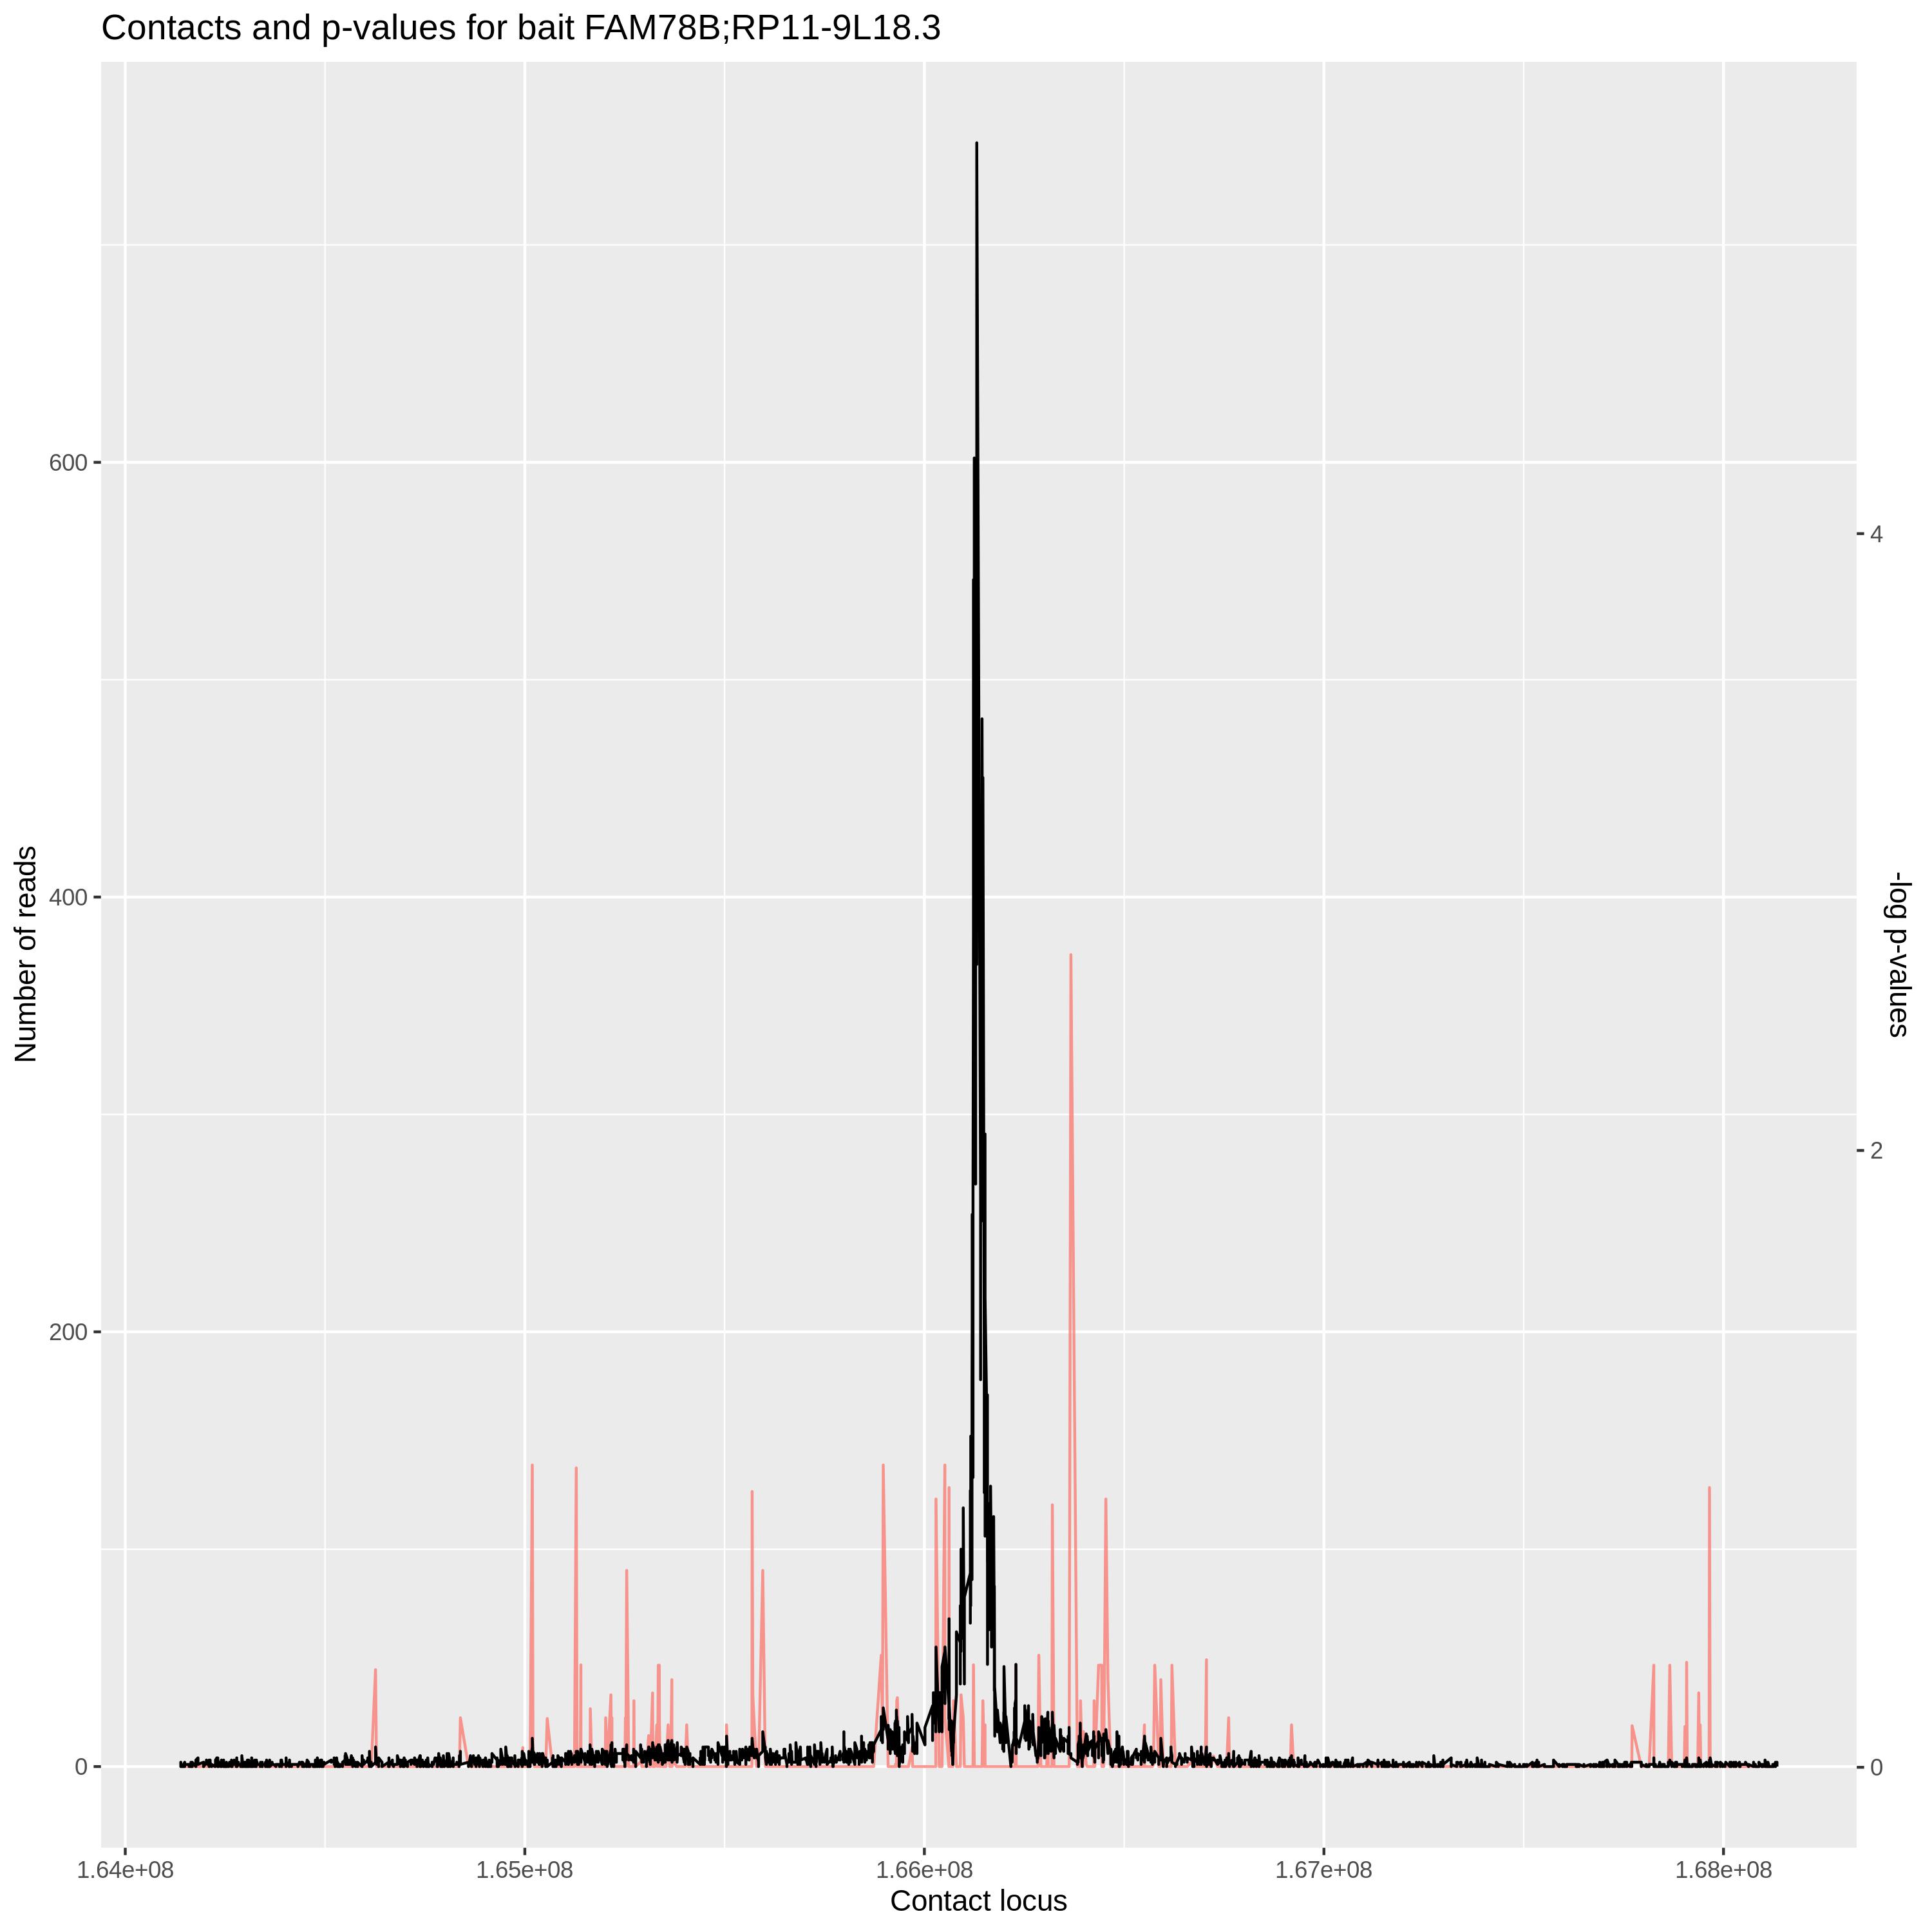 Contacts and p-values for bait FAM78B;RP11-9L18.3
Number of reads
600
400
200
0
4
2
0
-log p-values
1.64e+08
1.65e+08
1.66e+08
1.67e+08
1.68e+08
Contact locus